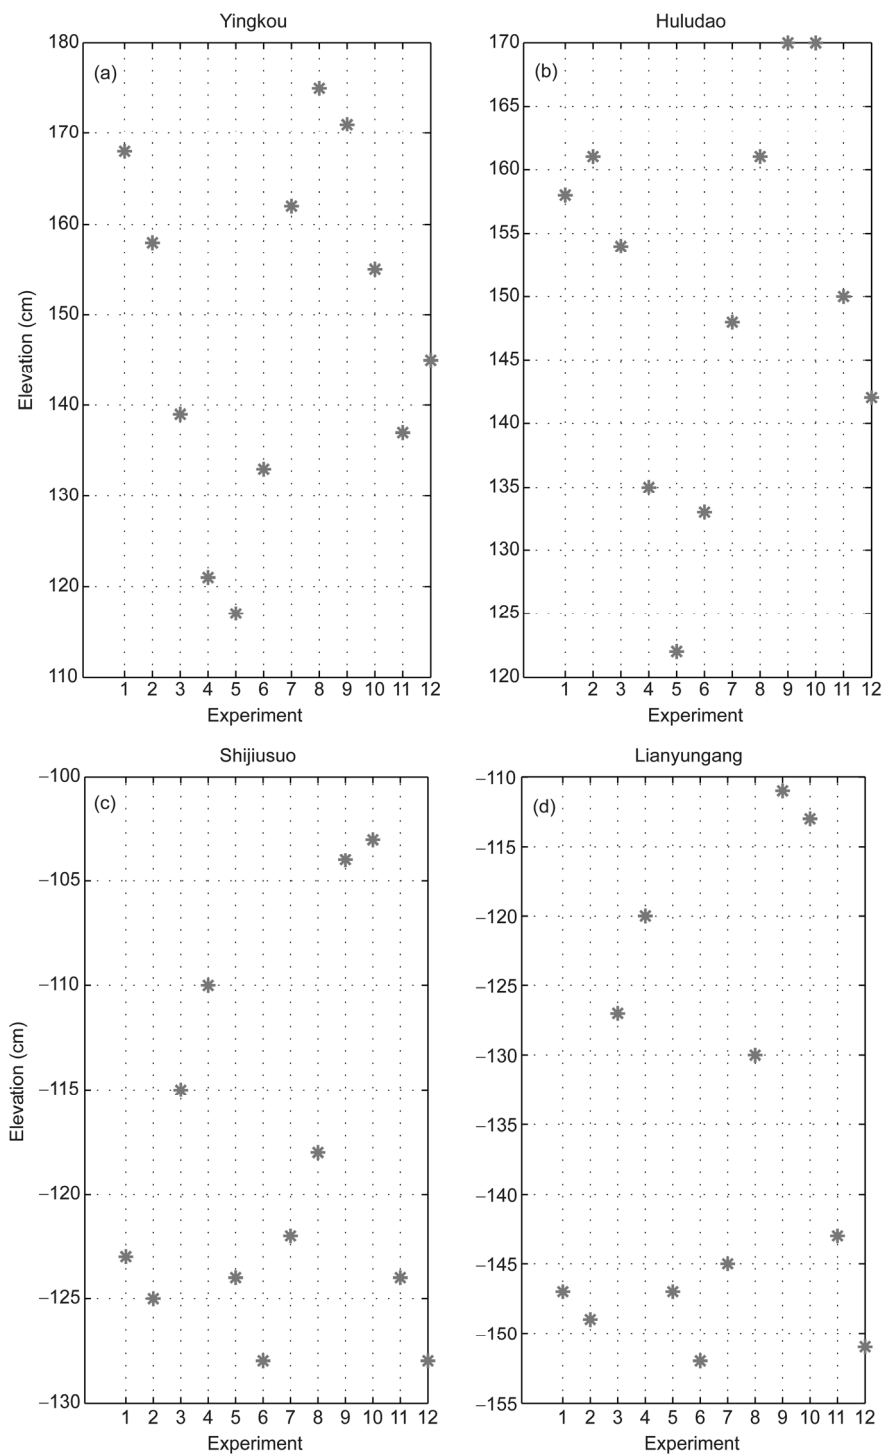 Yingkou
(a)
Elevation (cm)
180
170
160
150
140
130
120
110
1 2 3 4 5 6 7 8 9 10 11 12
Experiment
Huludao
(b)
170
165
160
155
150
145
140
135
130
125
120
1 2 3 4 5 6 7 8 9 10 11 12
Experiment
Shijiusuo
(c)
Elevation (cm)
−100
−105
−110
−115
−120
−125
−130
1 2 3 4 5 6 7 8 9 10 11 12
Experiment
Lianyungang
(d)
−110
−115
−120
−125
−130
−135
−140
−145
−150
−155
1 2 3 4 5 6 7 8 9 10 11 12
Experiment